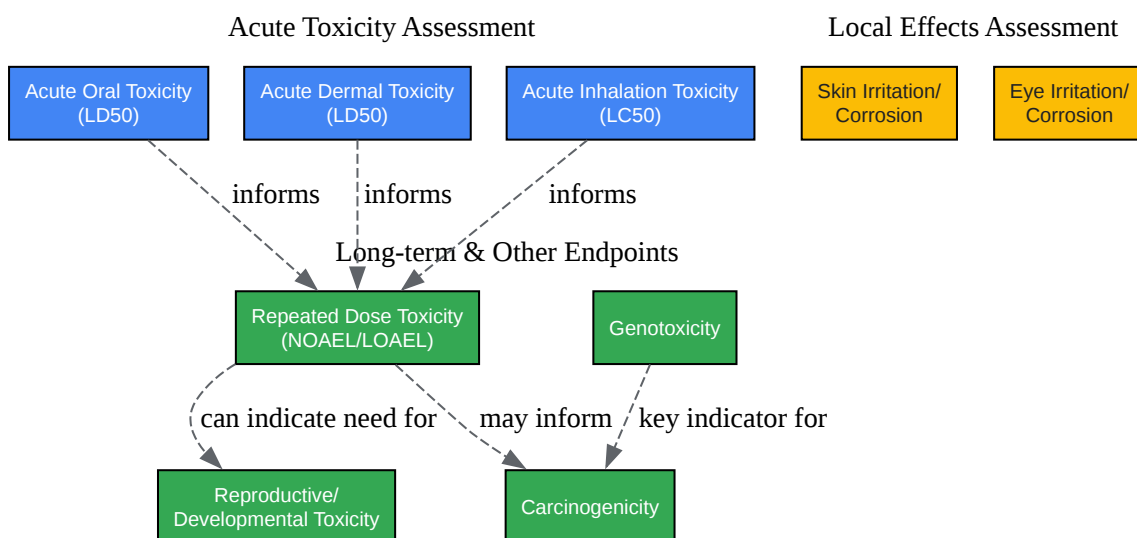 Acute Toxicity Assessment
Local Effects Assessment
Acute Oral Toxicity
(LD50)
Acute Dermal Toxicity
(LD50)
Acute Inhalation Toxicity
(LC50)
Skin Irritation/
Corrosion
Eye Irritation/
Corrosion
informs
informs
informs
Long-term & Other Endpoints
Repeated Dose Toxicity
(NOAEL/LOAEL)
Genotoxicity
can indicate need for
may inform
key indicator for
Reproductive/
Developmental Toxicity
Carcinogenicity